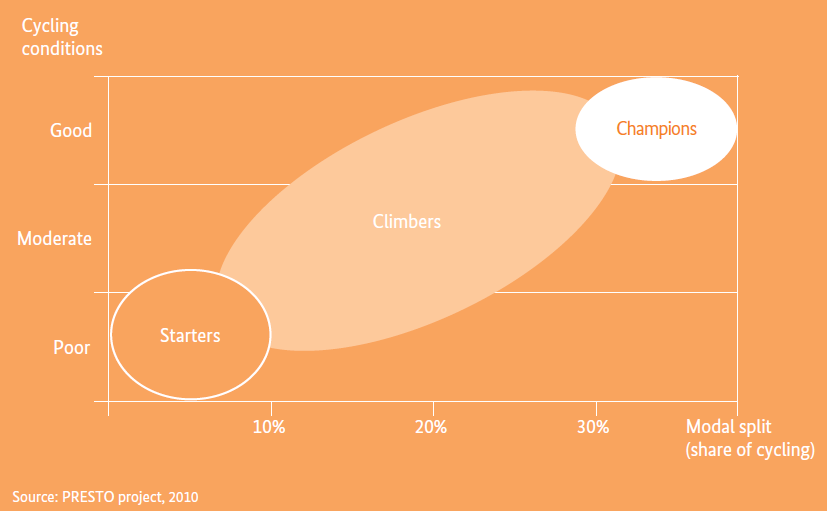 Cycling
conditions
Good
Champions
Climbers
Moderate
Starters
Poor
10%
20%
30%
Modal split
(share of cycling)
Source: PRESTO project, 2010